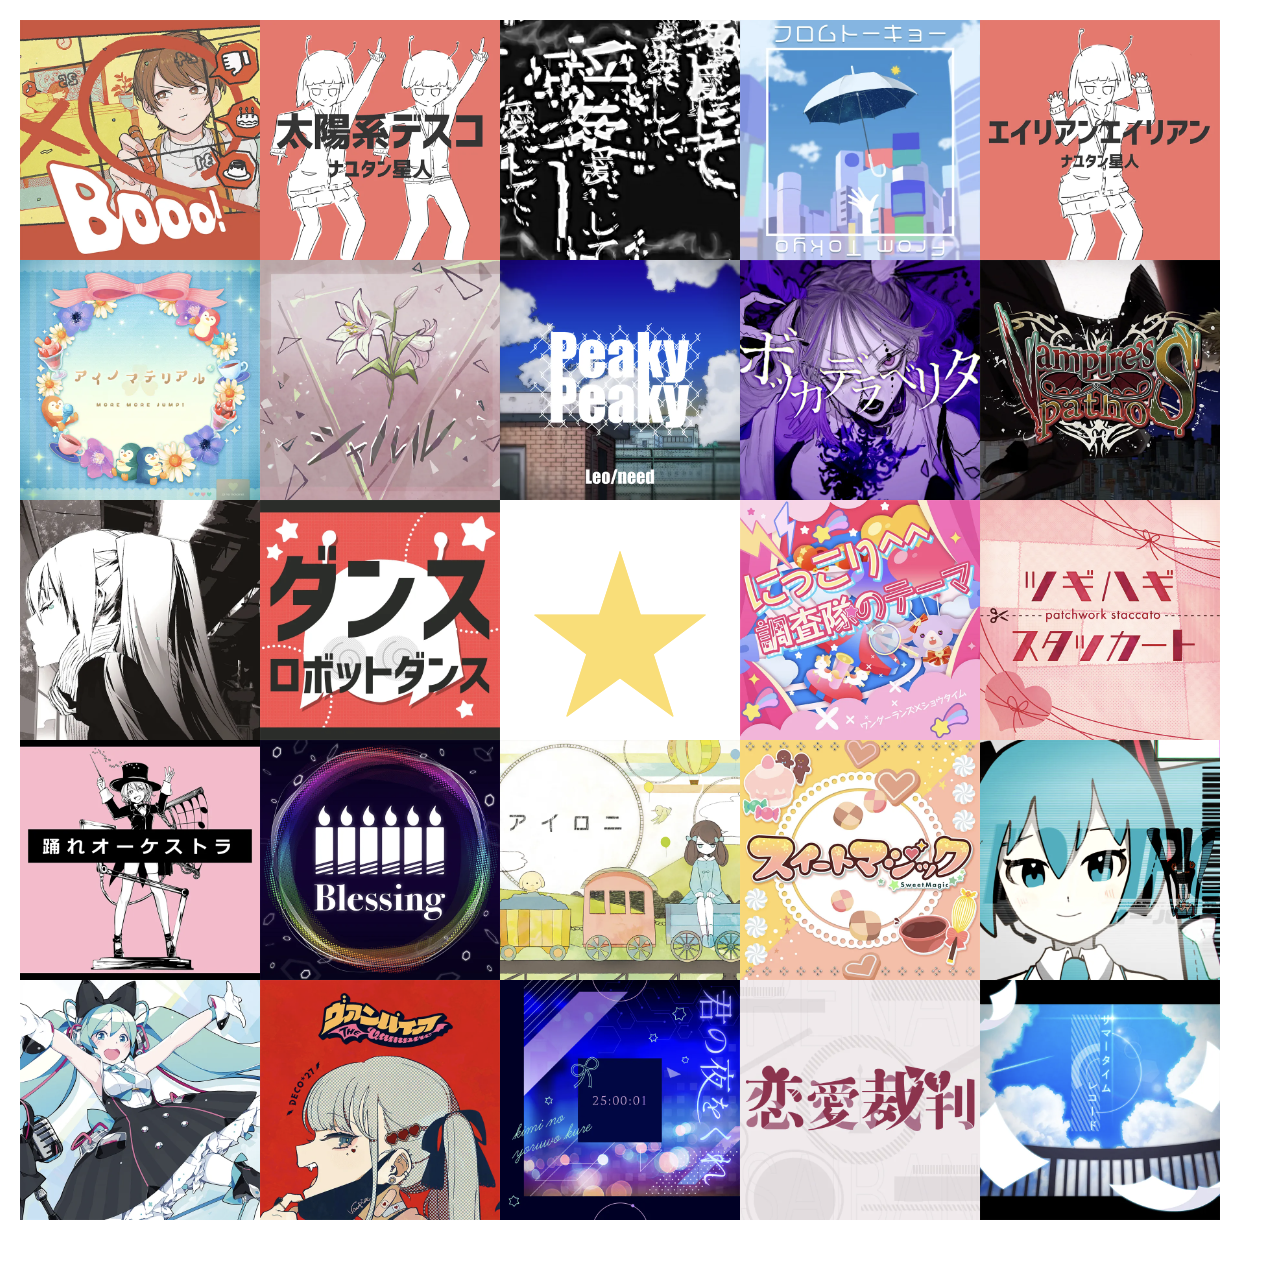 Booo!
太陽系デスコ
ナユタン星人
フロムトーキョー
From Tokyo
エイリアンエイリアン
ナユタン星人
アイノマテリアル
MORE MORE JUMP!
シャルル
Peaky
Peaky
Leo/need
ボッカデラベリタ
Vampire's
pathoS
ダンス
ロボットダンス
にっこり^^
調査隊のテーマ
ワンダーランズ×ショウタイム
ツギハギ
patchwork staccato
スタッカート
踊れオーケストラ
Blessing
アイロニ
スイートマジック
SweetMagic
ヴァンパイア
THE Vampire
DECO*27
君の夜をくれ
25:00:01
kimi no
yoruwo kure
恋愛裁判
サマータイム
レコード